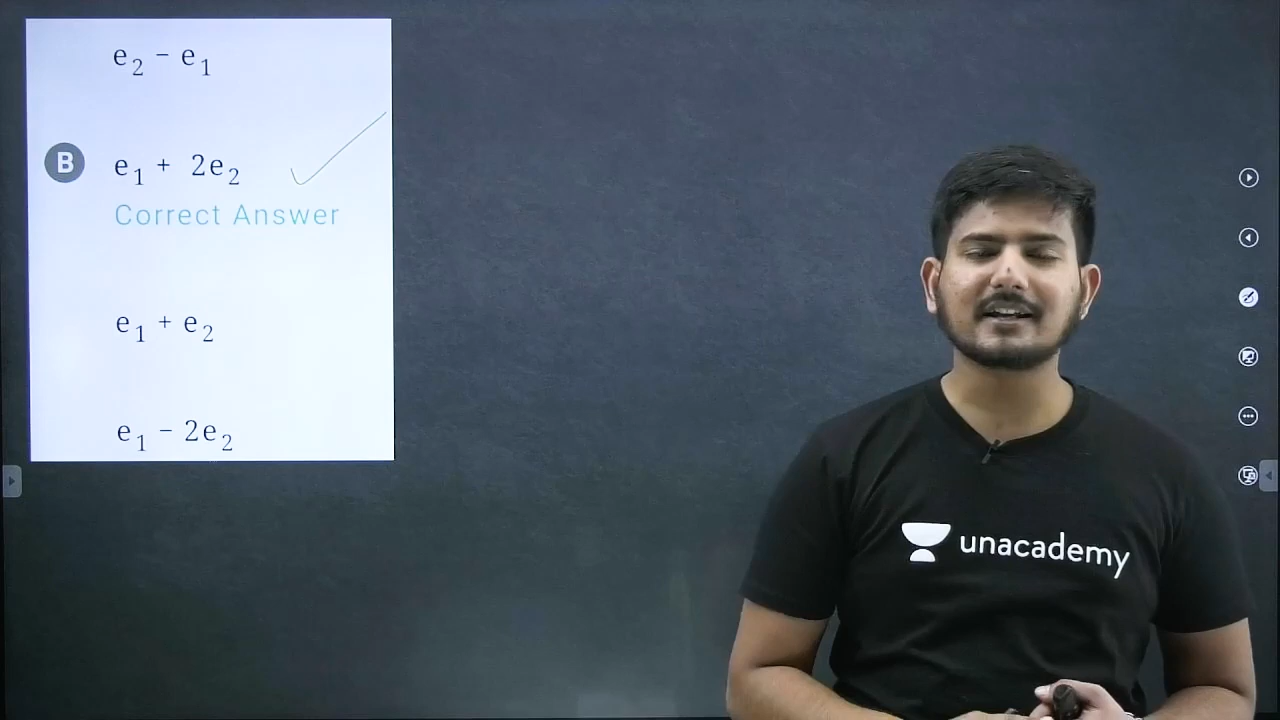 e₂ − e₁
B e₁ + 2e₂
Correct Answer
e₁ + e₂
e₁ − 2e₂
unacademy